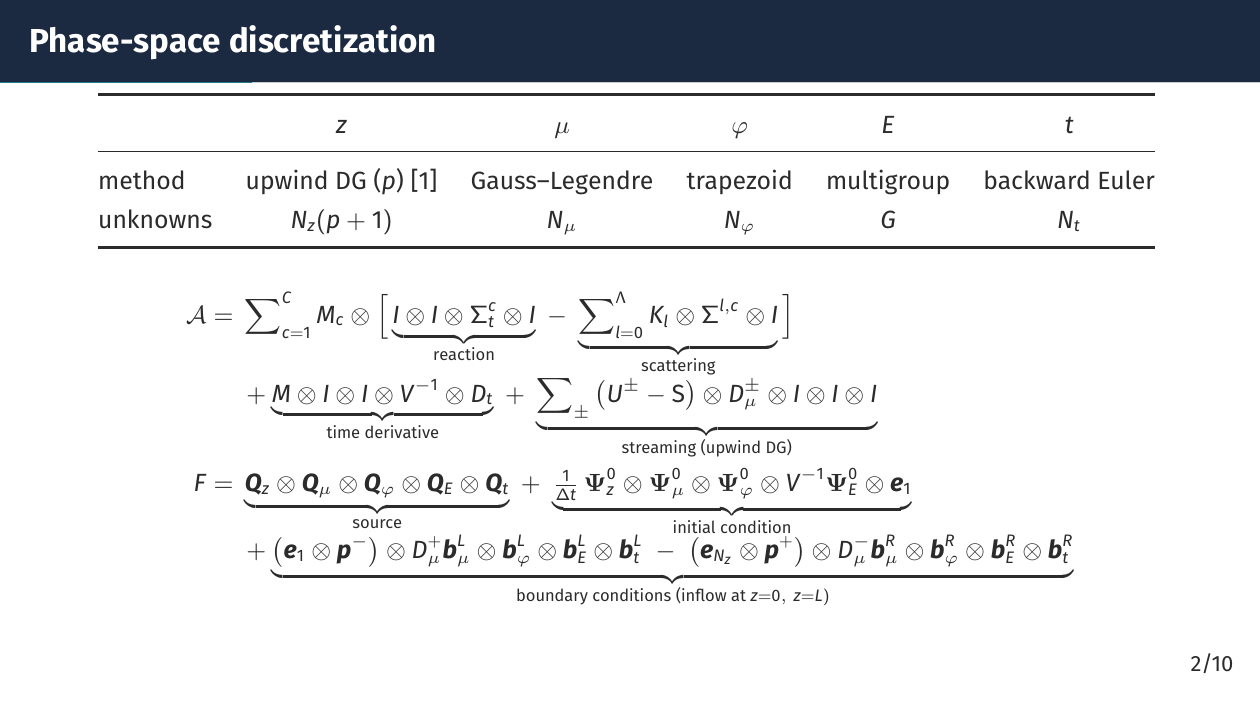 Phase-space discretization
z μ φ E t
method upwind DG (p) [1] Gauss–Legendre trapezoid multigroup backward Euler
unknowns N_z(p + 1) N_μ N_φ G N_t
𝒜 = ∑_{c=1}^{C} M_c ⊗ [ I ⊗ I ⊗ Σ_t^c ⊗ I − ∑_{l=0}^{Λ} K_l ⊗ Σ^{l,c} ⊗ I ]
reaction scattering
+ M ⊗ I ⊗ I ⊗ V^{−1} ⊗ D_t + ∑_± (U^± − S) ⊗ D_μ^± ⊗ I ⊗ I ⊗ I
time derivative streaming (upwind DG)
F = Q_z ⊗ Q_μ ⊗ Q_φ ⊗ Q_E ⊗ Q_t + 1/Δt Ψ_z^0 ⊗ Ψ_μ^0 ⊗ Ψ_φ^0 ⊗ V^{−1}Ψ_E^0 ⊗ e_1
source initial condition
+ (e_1 ⊗ p^−) ⊗ D_μ^+ b_μ^L ⊗ b_φ^L ⊗ b_E^L ⊗ b_t^L − (e_{N_z} ⊗ p^+) ⊗ D_μ^− b_μ^R ⊗ b_φ^R ⊗ b_E^R ⊗ b_t^R
boundary conditions (inflow at z=0, z=L)
2/10